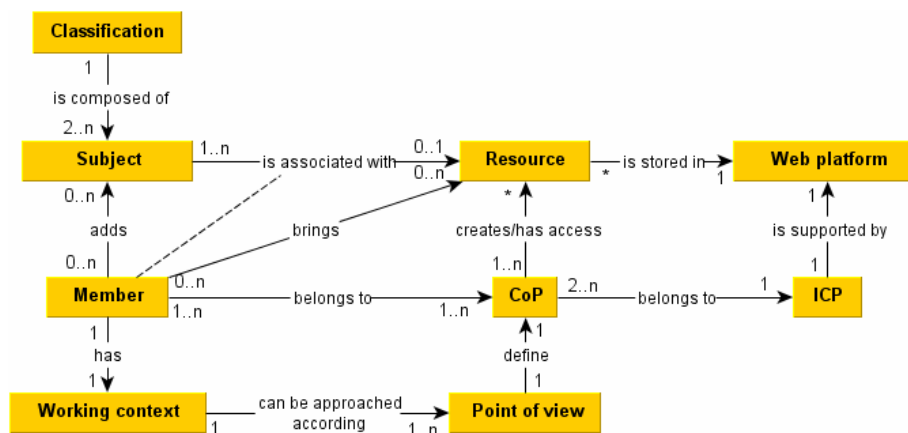 Classification
1
is composed of
2..n
Subject
1..n
is associated with
0..1
0..n
Resource
*
is stored in
1
Web platform
0..n
adds
0..n
brings
*
creates/has access
1..n
1
is supported by
1
Member
0..n
1..n
belongs to
1..n
CoP
2..n
belongs to
1
ICP
1
has
1
1
define
1
Working context
1
can be approached
according
1..n
Point of view